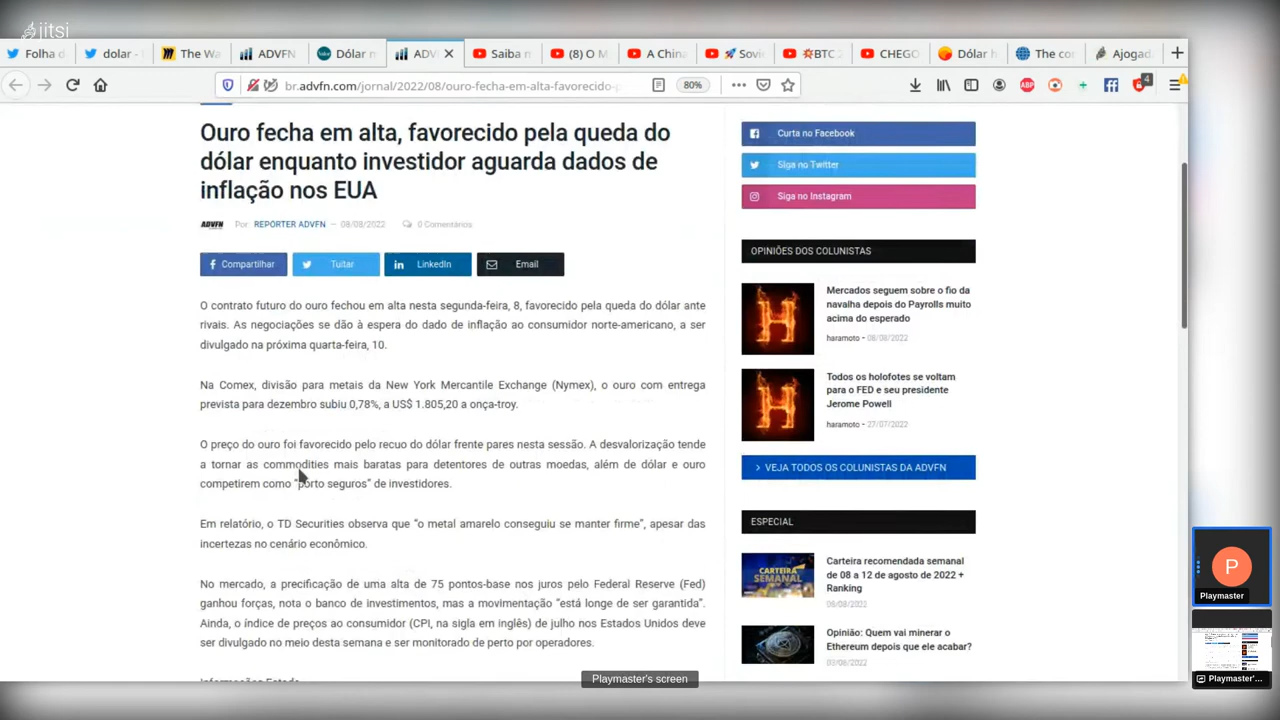 jitsi
Folha d
dolar -
The Wa
ADVFN
Dólar n
ADV
Saiba n
(8) O M
A China
Sovi
BTC 2
CHEGO
Dólar h
The co
Ajogad
br.advfn.com/jornal/2022/08/ouro-fecha-em-alta-favorecido-p
80%
ABP
4
Ouro fecha em alta, favorecido pela queda do
dólar enquanto investidor aguarda dados de
inflação nos EUA
ADVFN Por REPÓRTER ADVFN — 08/08/2022 0 Comentários
Compartilhar
Tuitar
LinkedIn
Email
O contrato futuro do ouro fechou em alta nesta segunda-feira, 8, favorecido pela queda do dólar ante
rivais. As negociações se dão à espera do dado de inflação ao consumidor norte-americano, a ser
divulgado na próxima quarta-feira, 10.
Na Comex, divisão para metais da New York Mercantile Exchange (Nymex), o ouro com entrega
prevista para dezembro subiu 0,78%, a US$ 1.805,20 a onça-troy.
O preço do ouro foi favorecido pelo recuo do dólar frente pares nesta sessão. A desvalorização tende
a tornar as commodities mais baratas para detentores de outras moedas, além de dólar e ouro
competirem como “porto seguros” de investidores.
Em relatório, o TD Securities observa que “o metal amarelo conseguiu se manter firme”, apesar das
incertezas no cenário econômico.
No mercado, a precificação de uma alta de 75 pontos-base nos juros pelo Federal Reserve (Fed)
ganhou forças, nota o banco de investimentos, mas a movimentação “está longe de ser garantida”.
Ainda, o índice de preços ao consumidor (CPI, na sigla em inglês) de julho nos Estados Unidos deve
ser divulgado no meio desta semana e ser monitorado de perto por operadores.
Curta no Facebook
Siga no Twitter
Siga no Instagram
OPINIÕES DOS COLUNISTAS
Mercados seguem sobre o fio da
navalha depois do Payrolls muito
acima do esperado
haramoto - 08/08/2022
Todos os holofotes se voltam
para o FED e seu presidente
Jerome Powell
haramoto - 27/07/2022
> VEJA TODOS OS COLUNISTAS DA ADVFN
ESPECIAL
CARTEIRA
SEMANAL
Carteira recomendada semanal
de 08 a 12 de agosto de 2022 +
Ranking
Opinião: Quem vai minerar o
Ethereum depois que ele acabar?
P
Playmaster
Playmaster'...
Playmaster's screen